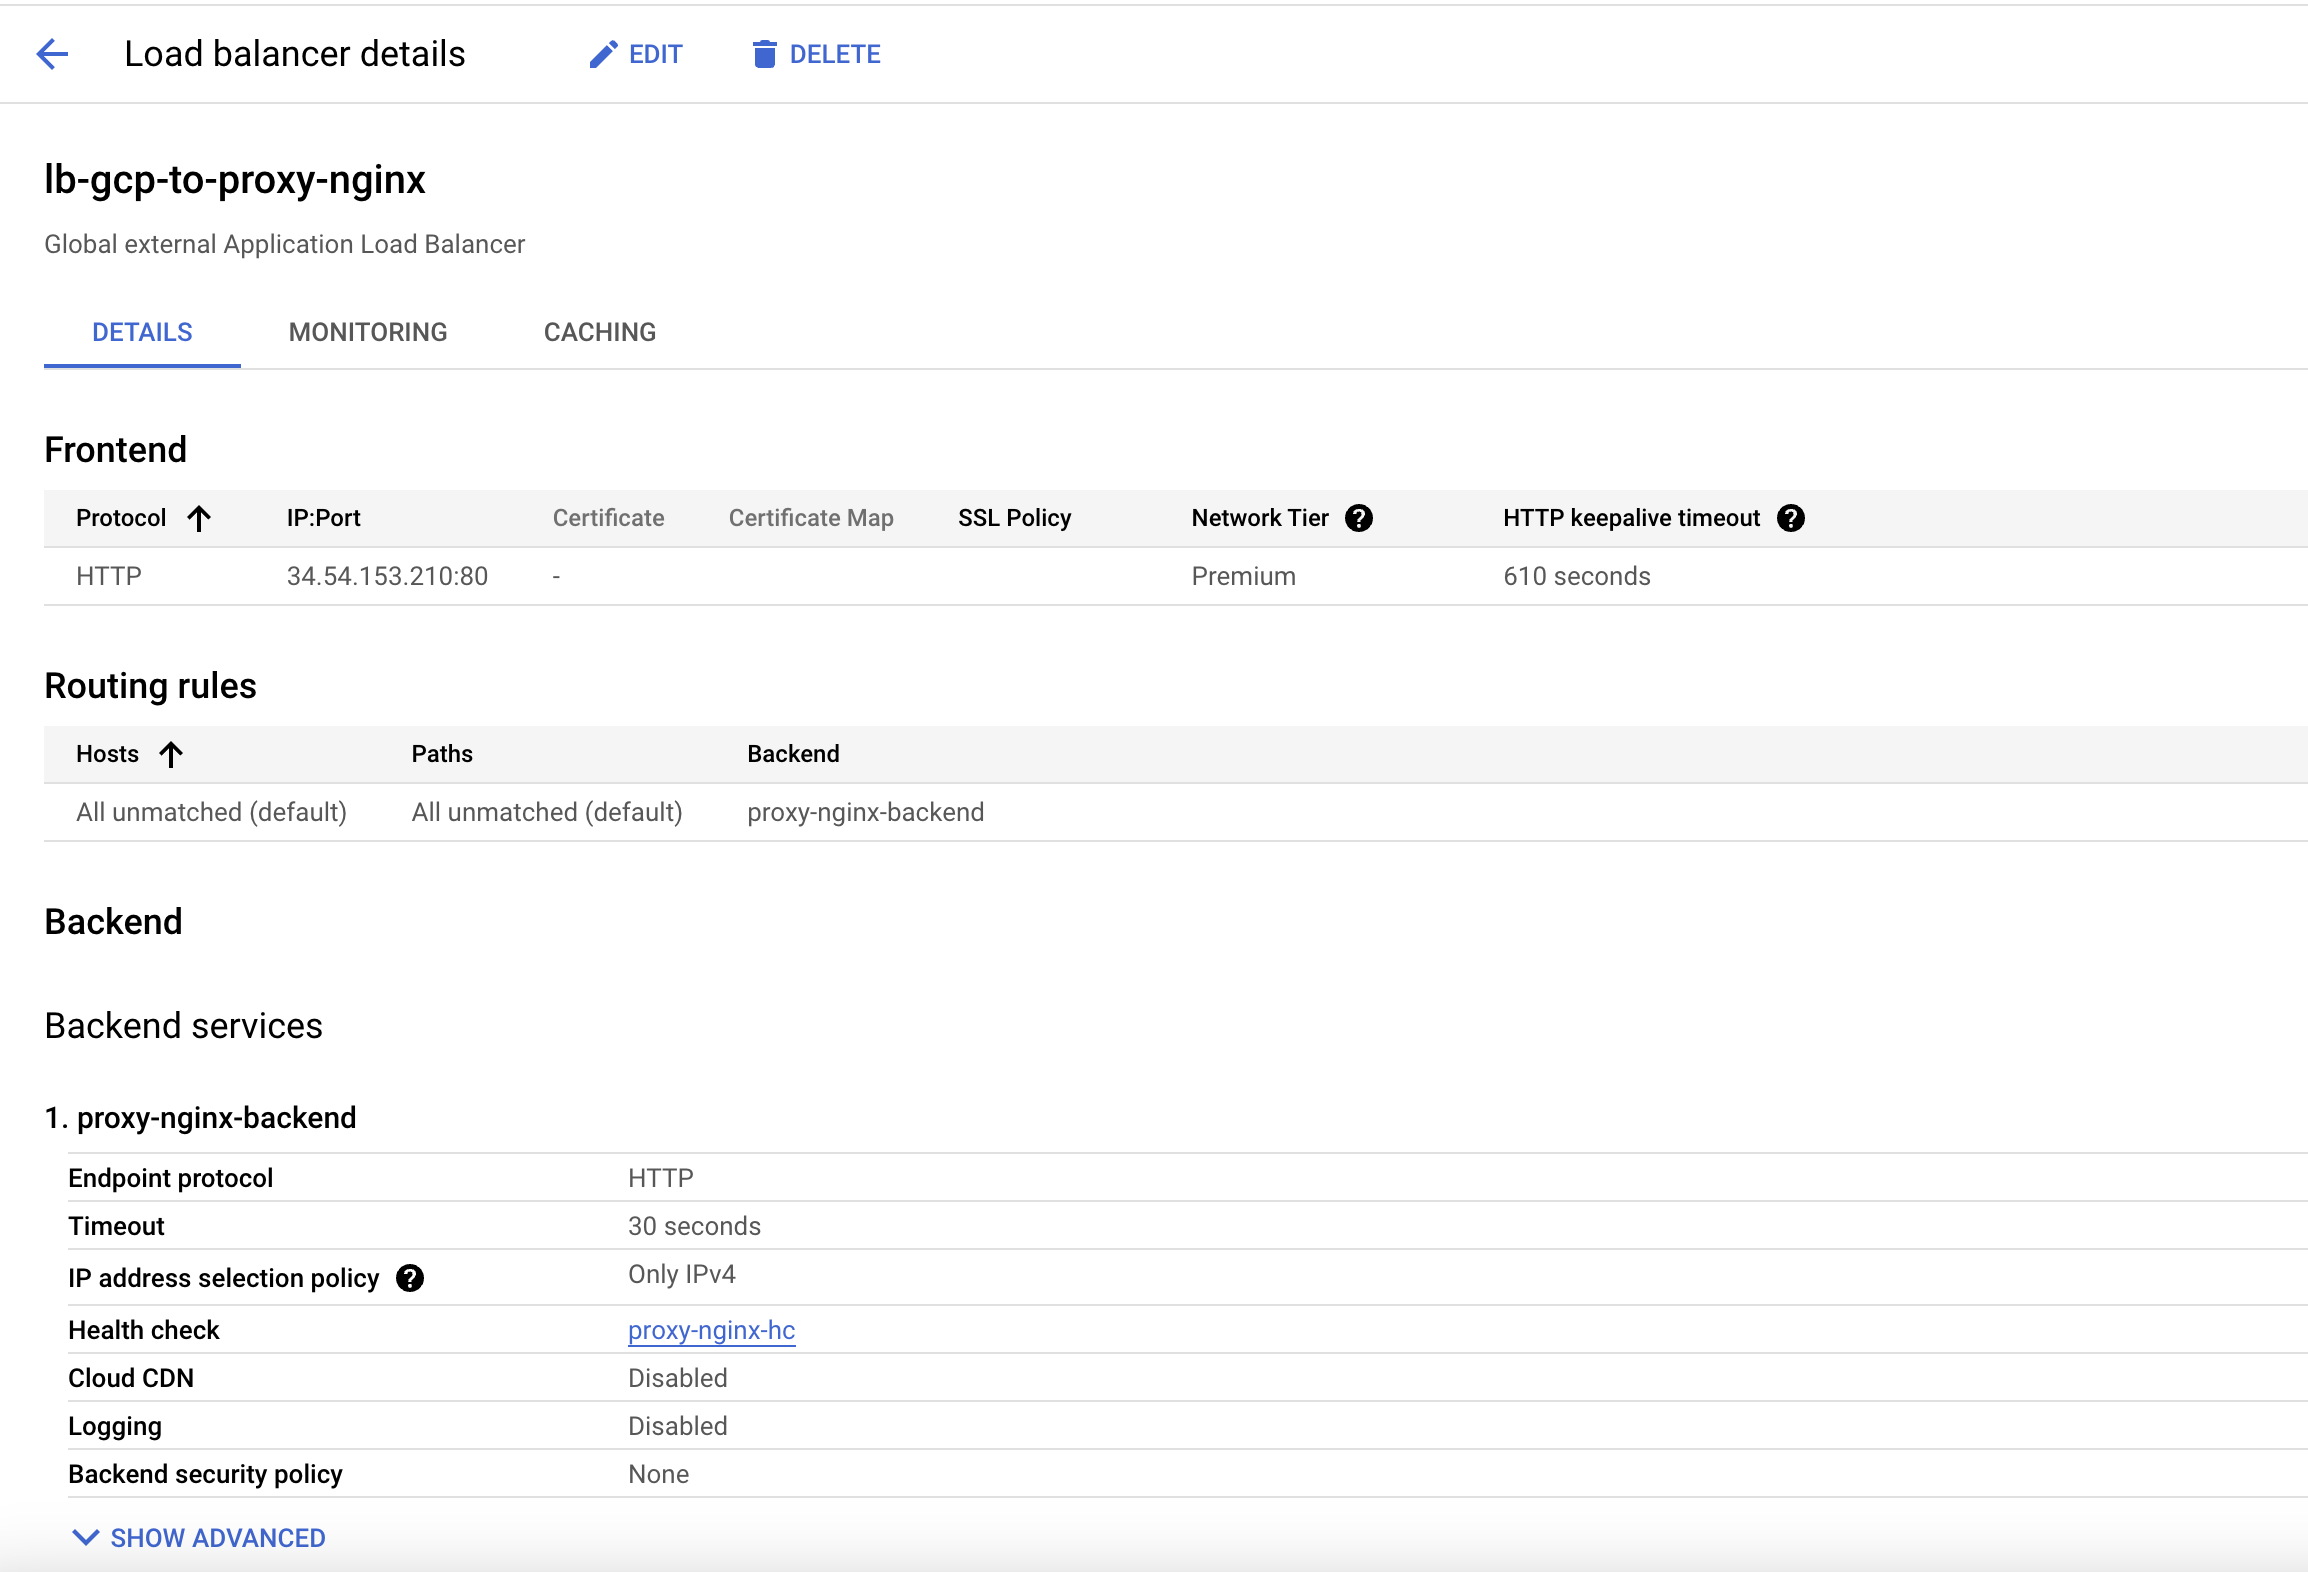 Load balancer details EDIT DELETE
lb-gcp-to-proxy-nginx
Global external Application Load Balancer
DETAILS MONITORING CACHING
Frontend
Protocol IP:Port Certificate Certificate Map SSL Policy Network Tier HTTP keepalive timeout
HTTP 34.54.153.210:80 - Premium 610 seconds
Routing rules
Hosts Paths Backend
All unmatched (default) All unmatched (default) proxy-nginx-backend
Backend
Backend services
1. proxy-nginx-backend
Endpoint protocol HTTP
Timeout 30 seconds
IP address selection policy Only IPv4
Health check proxy-nginx-hc
Cloud CDN Disabled
Logging Disabled
Backend security policy None
SHOW ADVANCED